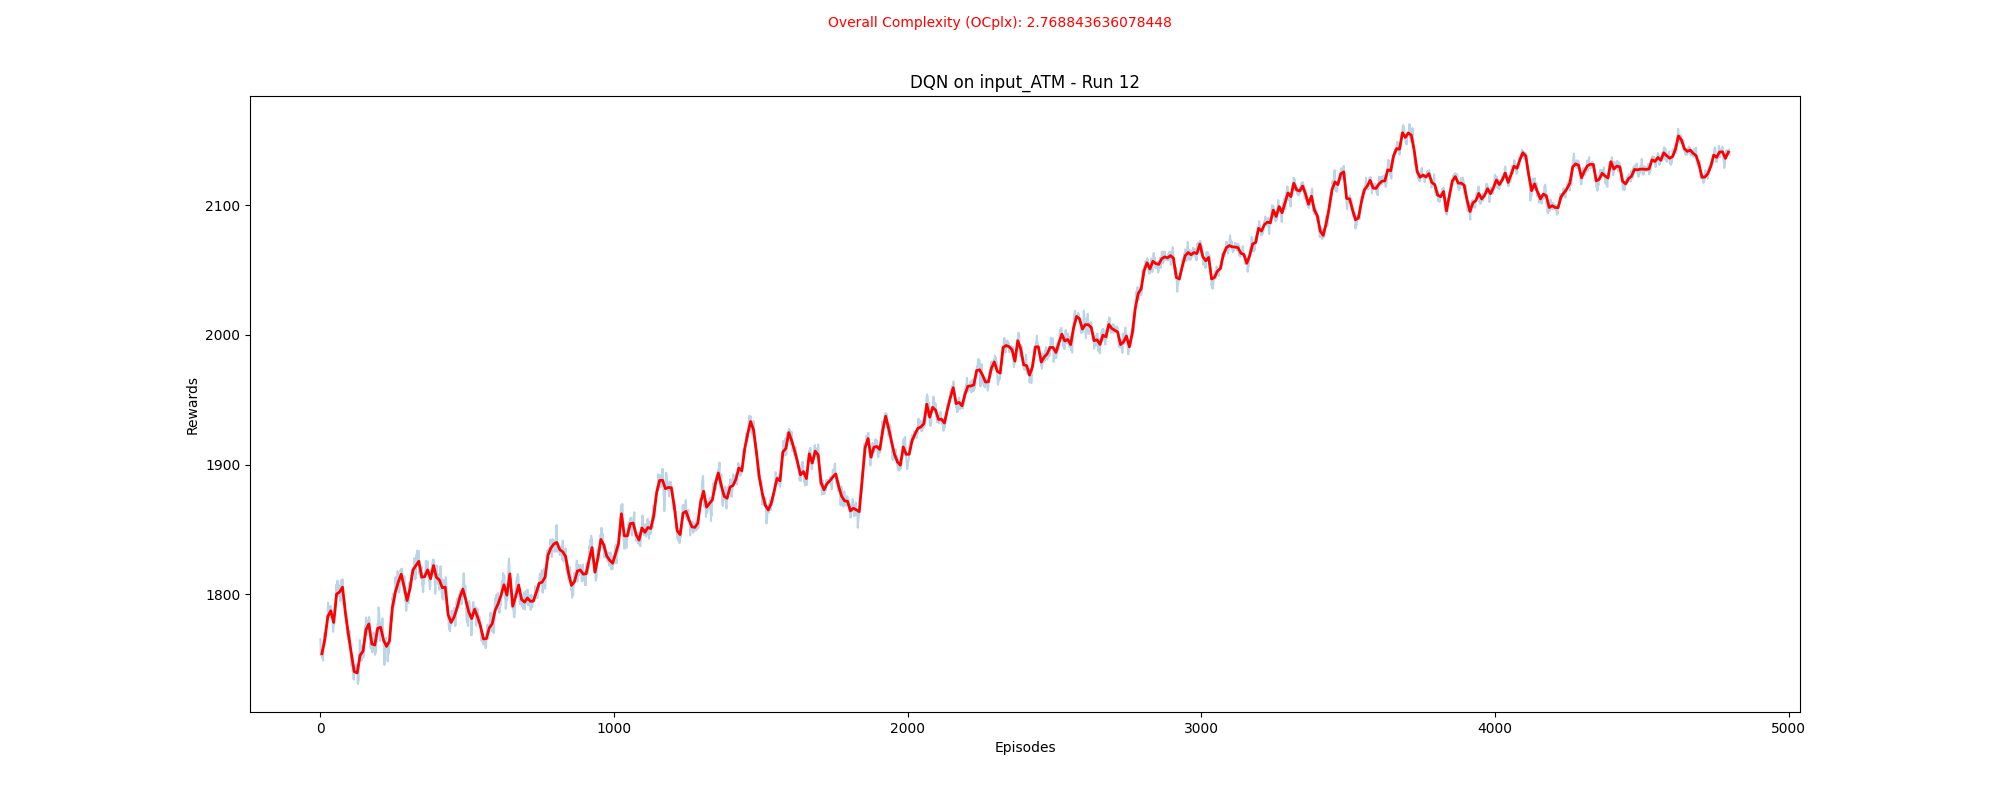 Overall Complexity (OCplx): 2.768843636078448
DQN on input_ATM - Run 12
Rewards
2100
2000
1900
1800
0
1000
2000
3000
4000
5000
Episodes